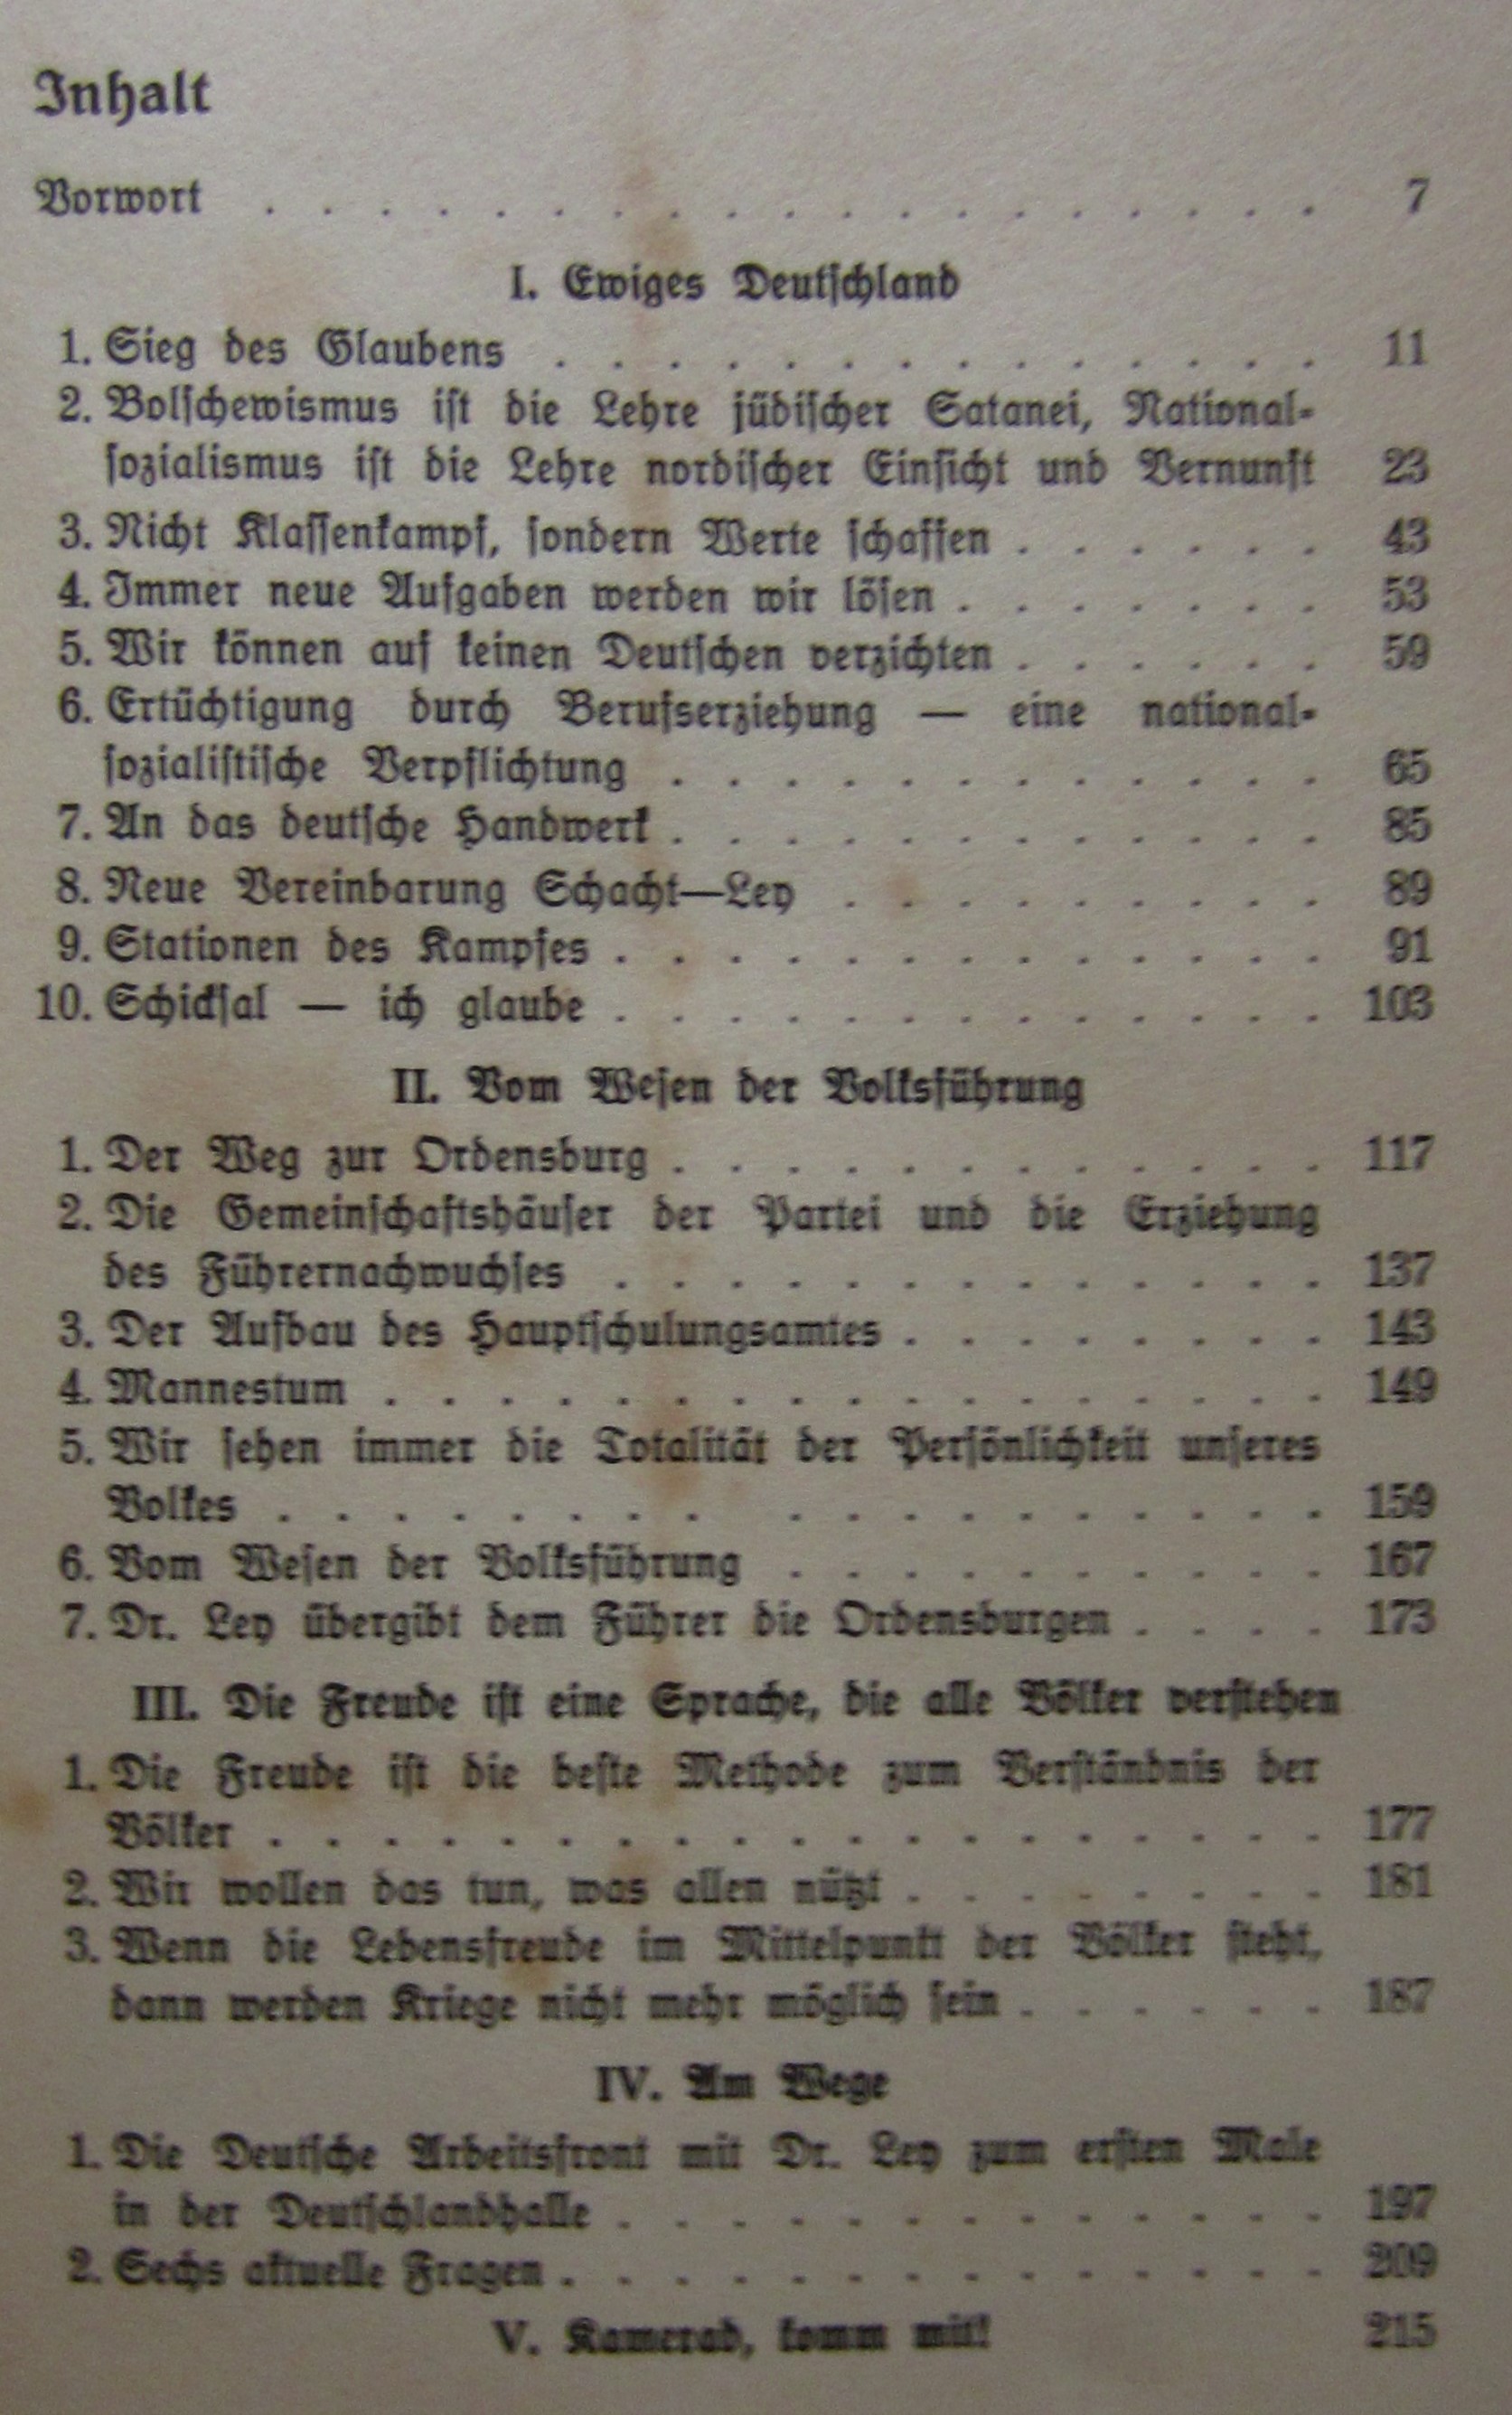 Inhalt
Vorwort . . . . . . . . . . . . . . . . . . . 7
I. Ewiges Deutschland
1. Sieg des Glaubens . . . . . . . . . . . . . . 11
2. Bolschewismus ist die Lehre jüdischer Satanei, National-
sozialismus ist die Lehre nordischer Einsicht und Vernunft 23
3. Nicht Klassenkampf, sondern Werte schaffen . . . . . . 43
4. Immer neue Aufgaben werden wir lösen . . . . . . . 53
5. Wir können auf keinen Deutschen verzichten . . . . . . 59
6. Ertüchtigung durch Berufserziehung — eine national-
sozialistische Verpflichtung . . . . . . . . . . . . 65
7. An das deutsche Handwerk . . . . . . . . . . . . 85
8. Neue Vereinbarung Schacht—Ley . . . . . . . . . 89
9. Stationen des Kampfes . . . . . . . . . . . . . 91
10. Schicksal — ich glaube . . . . . . . . . . . . . 103
II. Vom Wesen der Volksführung
1. Der Weg zur Ordensburg . . . . . . . . . . . . 117
2. Die Gemeinschaftshäuser der Partei und die Erziehung
des Führernachwuchses . . . . . . . . . . . . . 137
3. Der Aufbau des Hauptschulungsamtes . . . . . . . . 143
4. Mannestum . . . . . . . . . . . . . . . . . 149
5. Wir sehen immer die Totalität der Persönlichkeit unseres
Volkes . . . . . . . . . . . . . . . . . . 159
6. Vom Wesen der Volksführung . . . . . . . . . . 167
7. Dr. Ley übergibt dem Führer die Ordensburgen . . . . 173
III. Die Freude ist eine Sprache, die alle Völker verstehen
1. Die Freude ist die beste Methode zum Verständnis der
Völker . . . . . . . . . . . . . . . . . . . 177
2. Wir wollen das tun, was allen nützt . . . . . . . . 181
3. Wenn die Lebensfreude im Mittelpunkt der Völker steht,
dann werden Kriege nicht mehr möglich sein . . . . . . 187
IV. Am Wege
1. Die Deutsche Arbeitsfront mit Dr. Ley zum ersten Male
in der Deutschlandhalle . . . . . . . . . . . . . 197
2. Sechs aktuelle Fragen . . . . . . . . . . . . . . 209
V. Kamerad, komm mit! 215